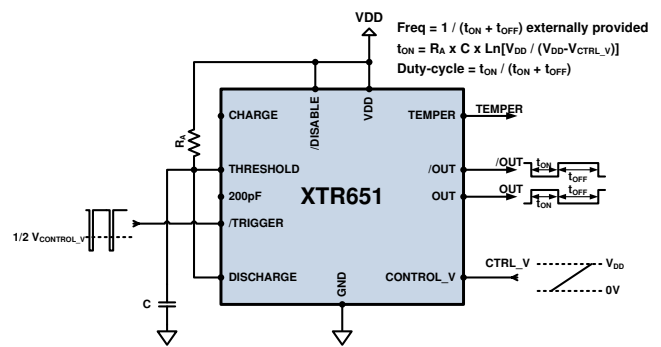 VDD
Freq = 1 / (tON + tOFF) externally provided
tON = RA x C x Ln[VDD / (VDD-VCTRL_V)]
Duty-cycle = tON / (tON + tOFF)
CHARGE
/DISABLE
VDD
TEMPER
TEMPER
RA
THRESHOLD
/OUT
/OUT
tON
tOFF
200pF
XTR651
OUT
OUT
tON
tOFF
/TRIGGER
1/2 VCONTROL_V
DISCHARGE
GND
CONTROL_V
CTRL_V
VDD
0V
C